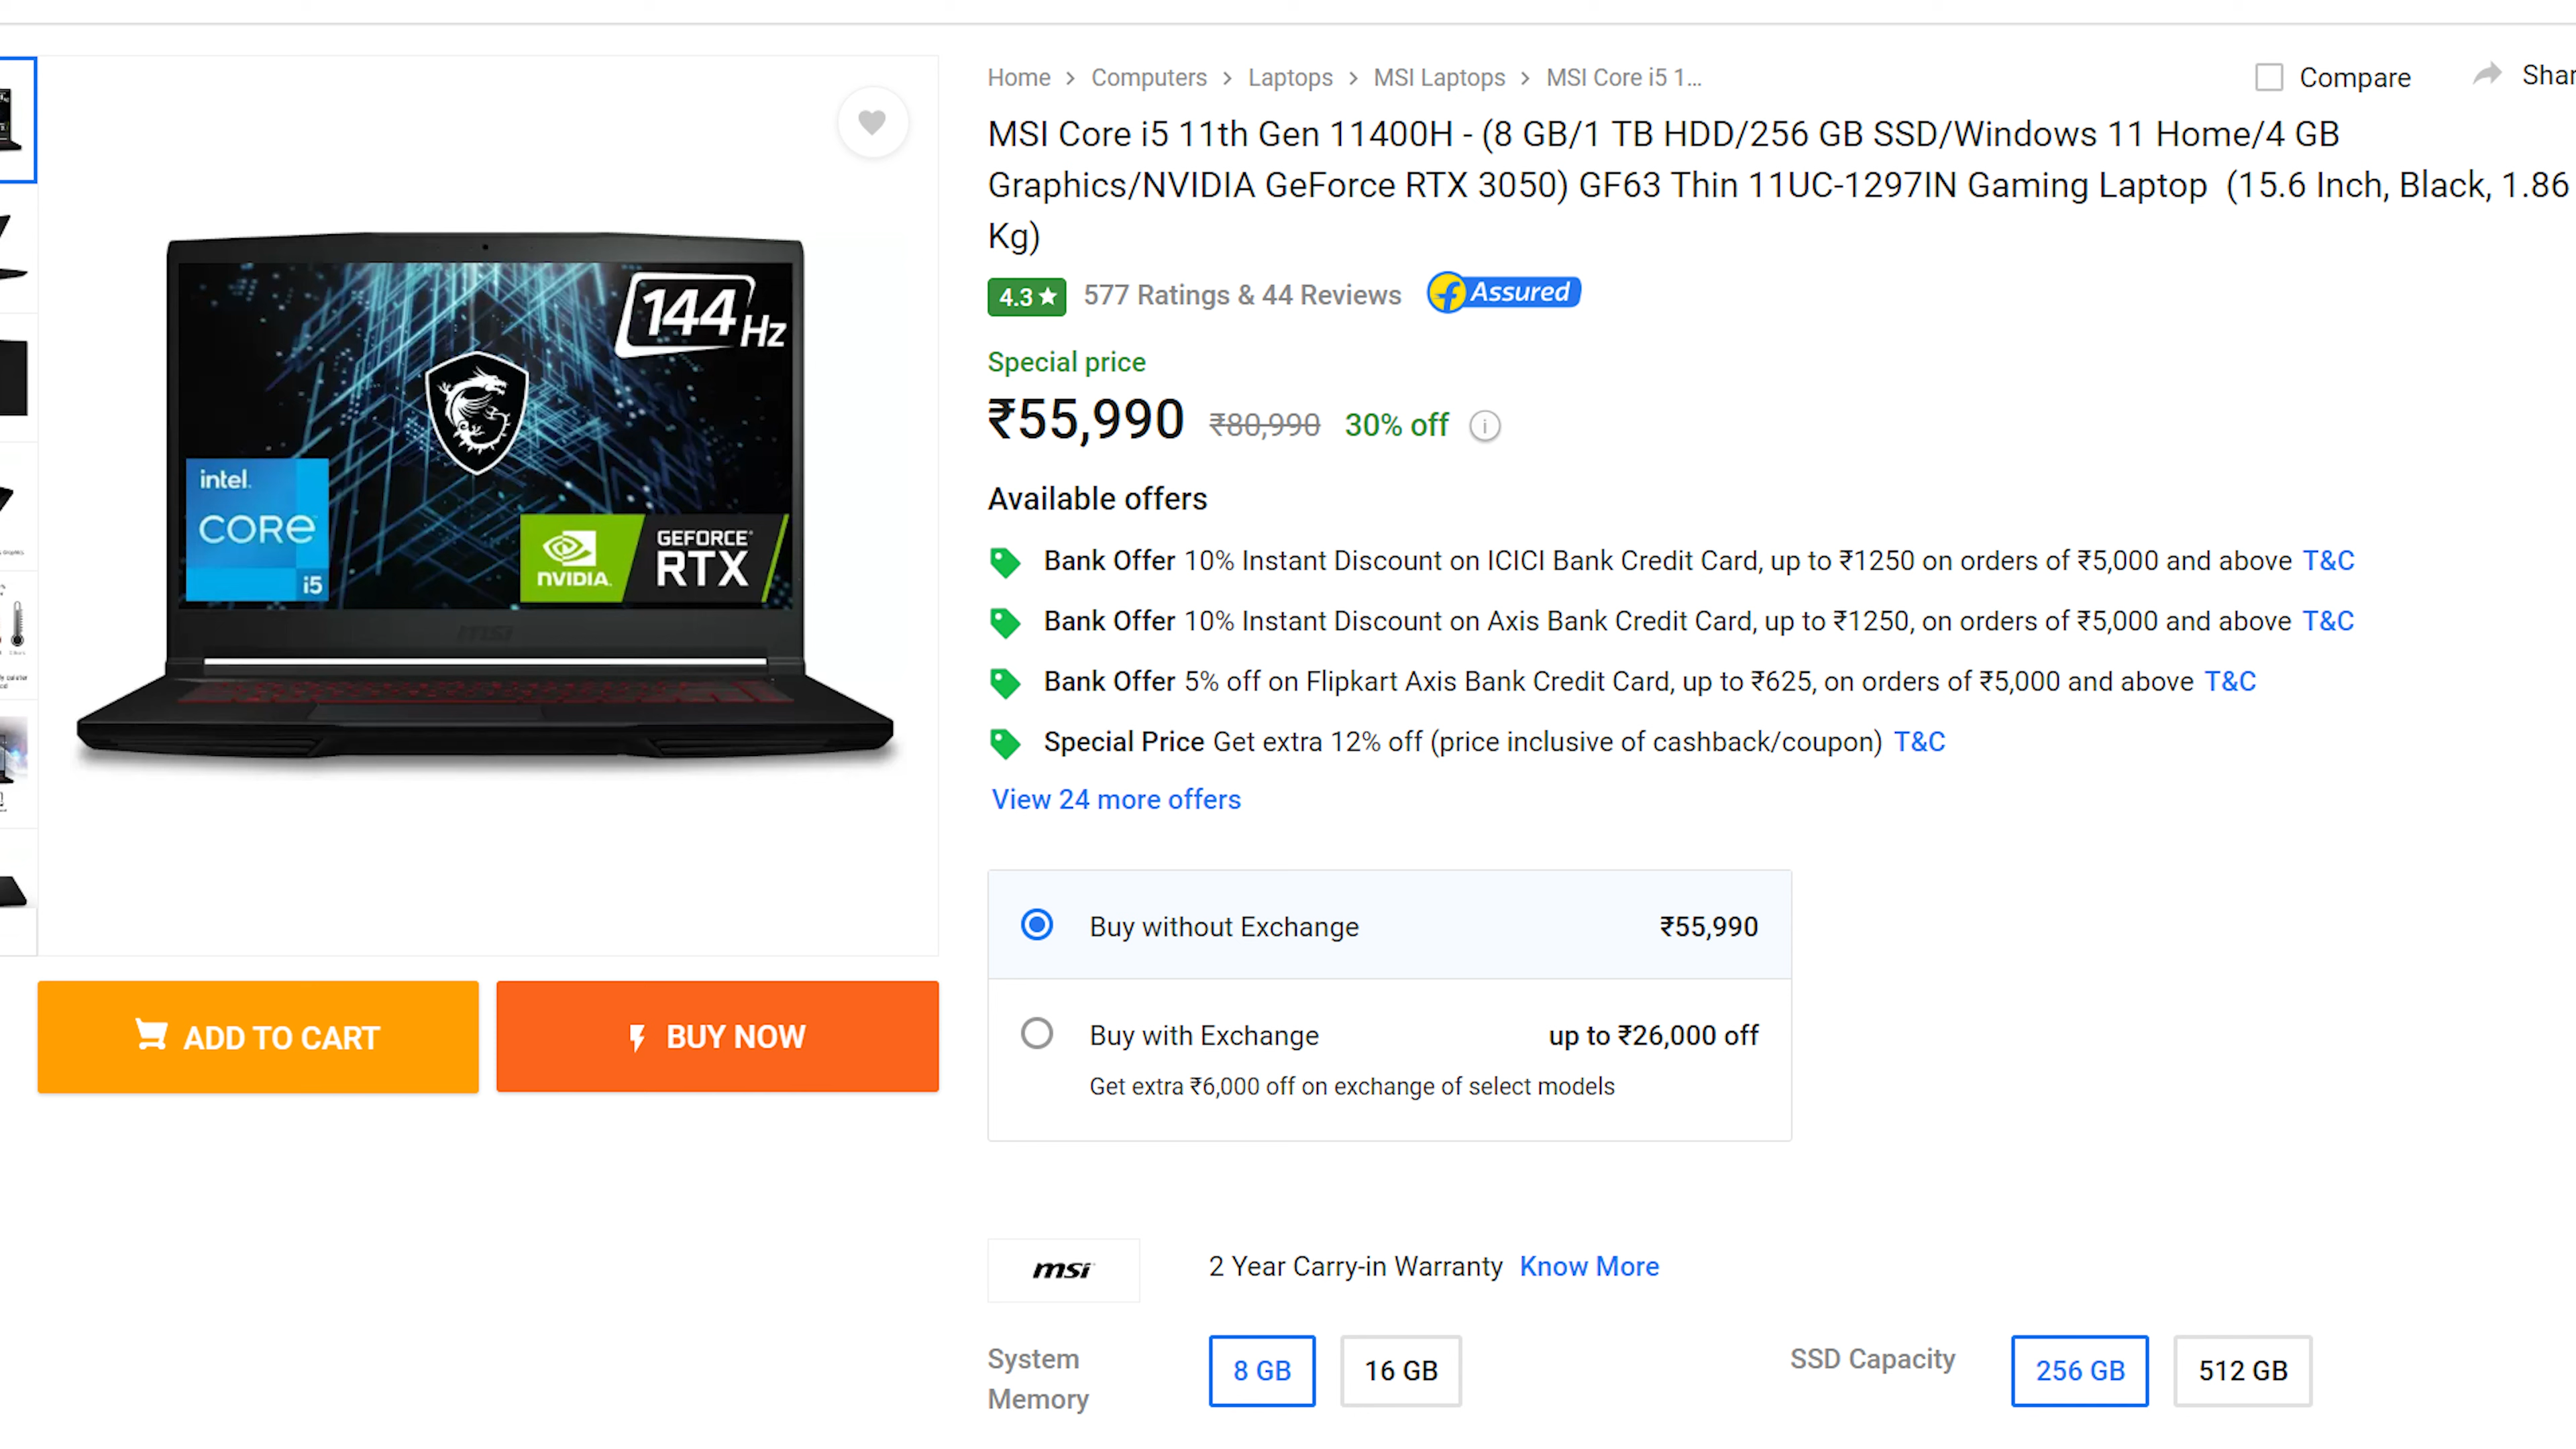 Home > Computers > Laptops > MSI Laptops > MSI Core i5 1...
Compare
Shar
MSI Core i5 11th Gen 11400H - (8 GB/1 TB HDD/256 GB SSD/Windows 11 Home/4 GB
Graphics/NVIDIA GeForce RTX 3050) GF63 Thin 11UC-1297IN Gaming Laptop (15.6 Inch, Black, 1.86
Kg)
4.3★ 577 Ratings & 44 Reviews Assured
Special price
₹55,990 ₹80,990 30% off
Available offers
Bank Offer 10% Instant Discount on ICICI Bank Credit Card, up to ₹1250 on orders of ₹5,000 and above T&C
Bank Offer 10% Instant Discount on Axis Bank Credit Card, up to ₹1250, on orders of ₹5,000 and above T&C
Bank Offer 5% off on Flipkart Axis Bank Credit Card, up to ₹625, on orders of ₹5,000 and above T&C
Special Price Get extra 12% off (price inclusive of cashback/coupon) T&C
View 24 more offers
Buy without Exchange ₹55,990
Buy with Exchange up to ₹26,000 off
Get extra ₹6,000 off on exchange of select models
msi
2 Year Carry-in Warranty Know More
System
Memory
8 GB
16 GB
SSD Capacity
256 GB
512 GB
144Hz
intel.
CORE
i5
NVIDIA.
GEFORCE
RTX
msi
ADD TO CART
BUY NOW